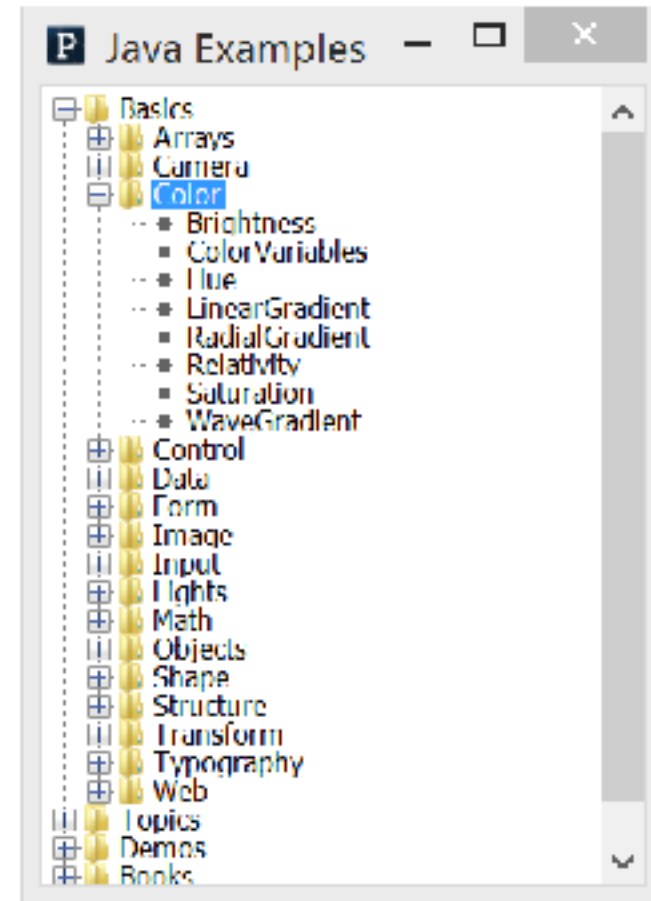 P Java Examples
Basics
Arrays
Camera
Color
Brightness
ColorVariables
Hue
LinearGradient
RadialGradient
Relativity
Saturation
WaveGradient
Control
Data
Form
Image
Input
Lights
Math
Objects
Shape
Structure
Transform
Typography
Web
Topics
Demos
Books